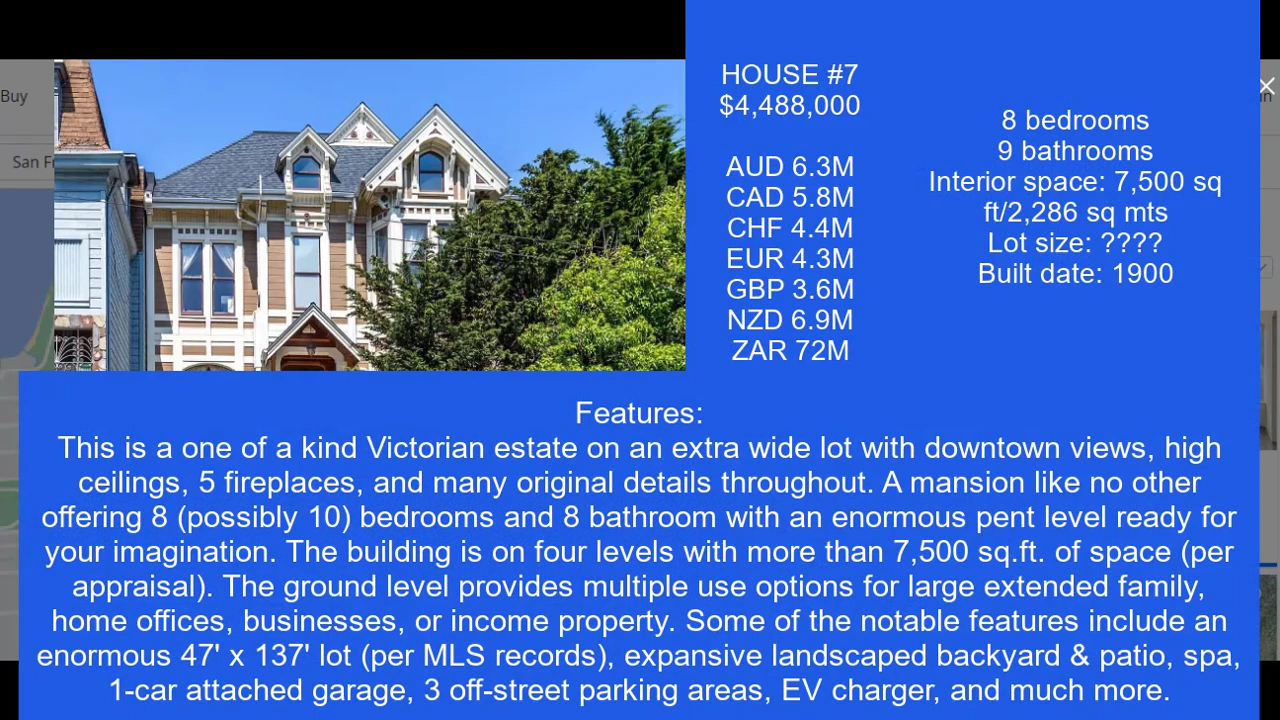 Buy
San Fr
HOUSE #7
$4,488,000
AUD 6.3M
CAD 5.8M
CHF 4.4M
EUR 4.3M
GBP 3.6M
NZD 6.9M
ZAR 72M
8 bedrooms
9 bathrooms
Interior space: 7,500 sq
ft/2,286 sq mts
Lot size: ????
Built date: 1900
in
Features:
This is a one of a kind Victorian estate on an extra wide lot with downtown views, high
ceilings, 5 fireplaces, and many original details throughout. A mansion like no other
offering 8 (possibly 10) bedrooms and 8 bathroom with an enormous pent level ready for
your imagination. The building is on four levels with more than 7,500 sq.ft. of space (per
appraisal). The ground level provides multiple use options for large extended family,
home offices, businesses, or income property. Some of the notable features include an
enormous 47' x 137' lot (per MLS records), expansive landscaped backyard & patio, spa,
1-car attached garage, 3 off-street parking areas, EV charger, and much more.